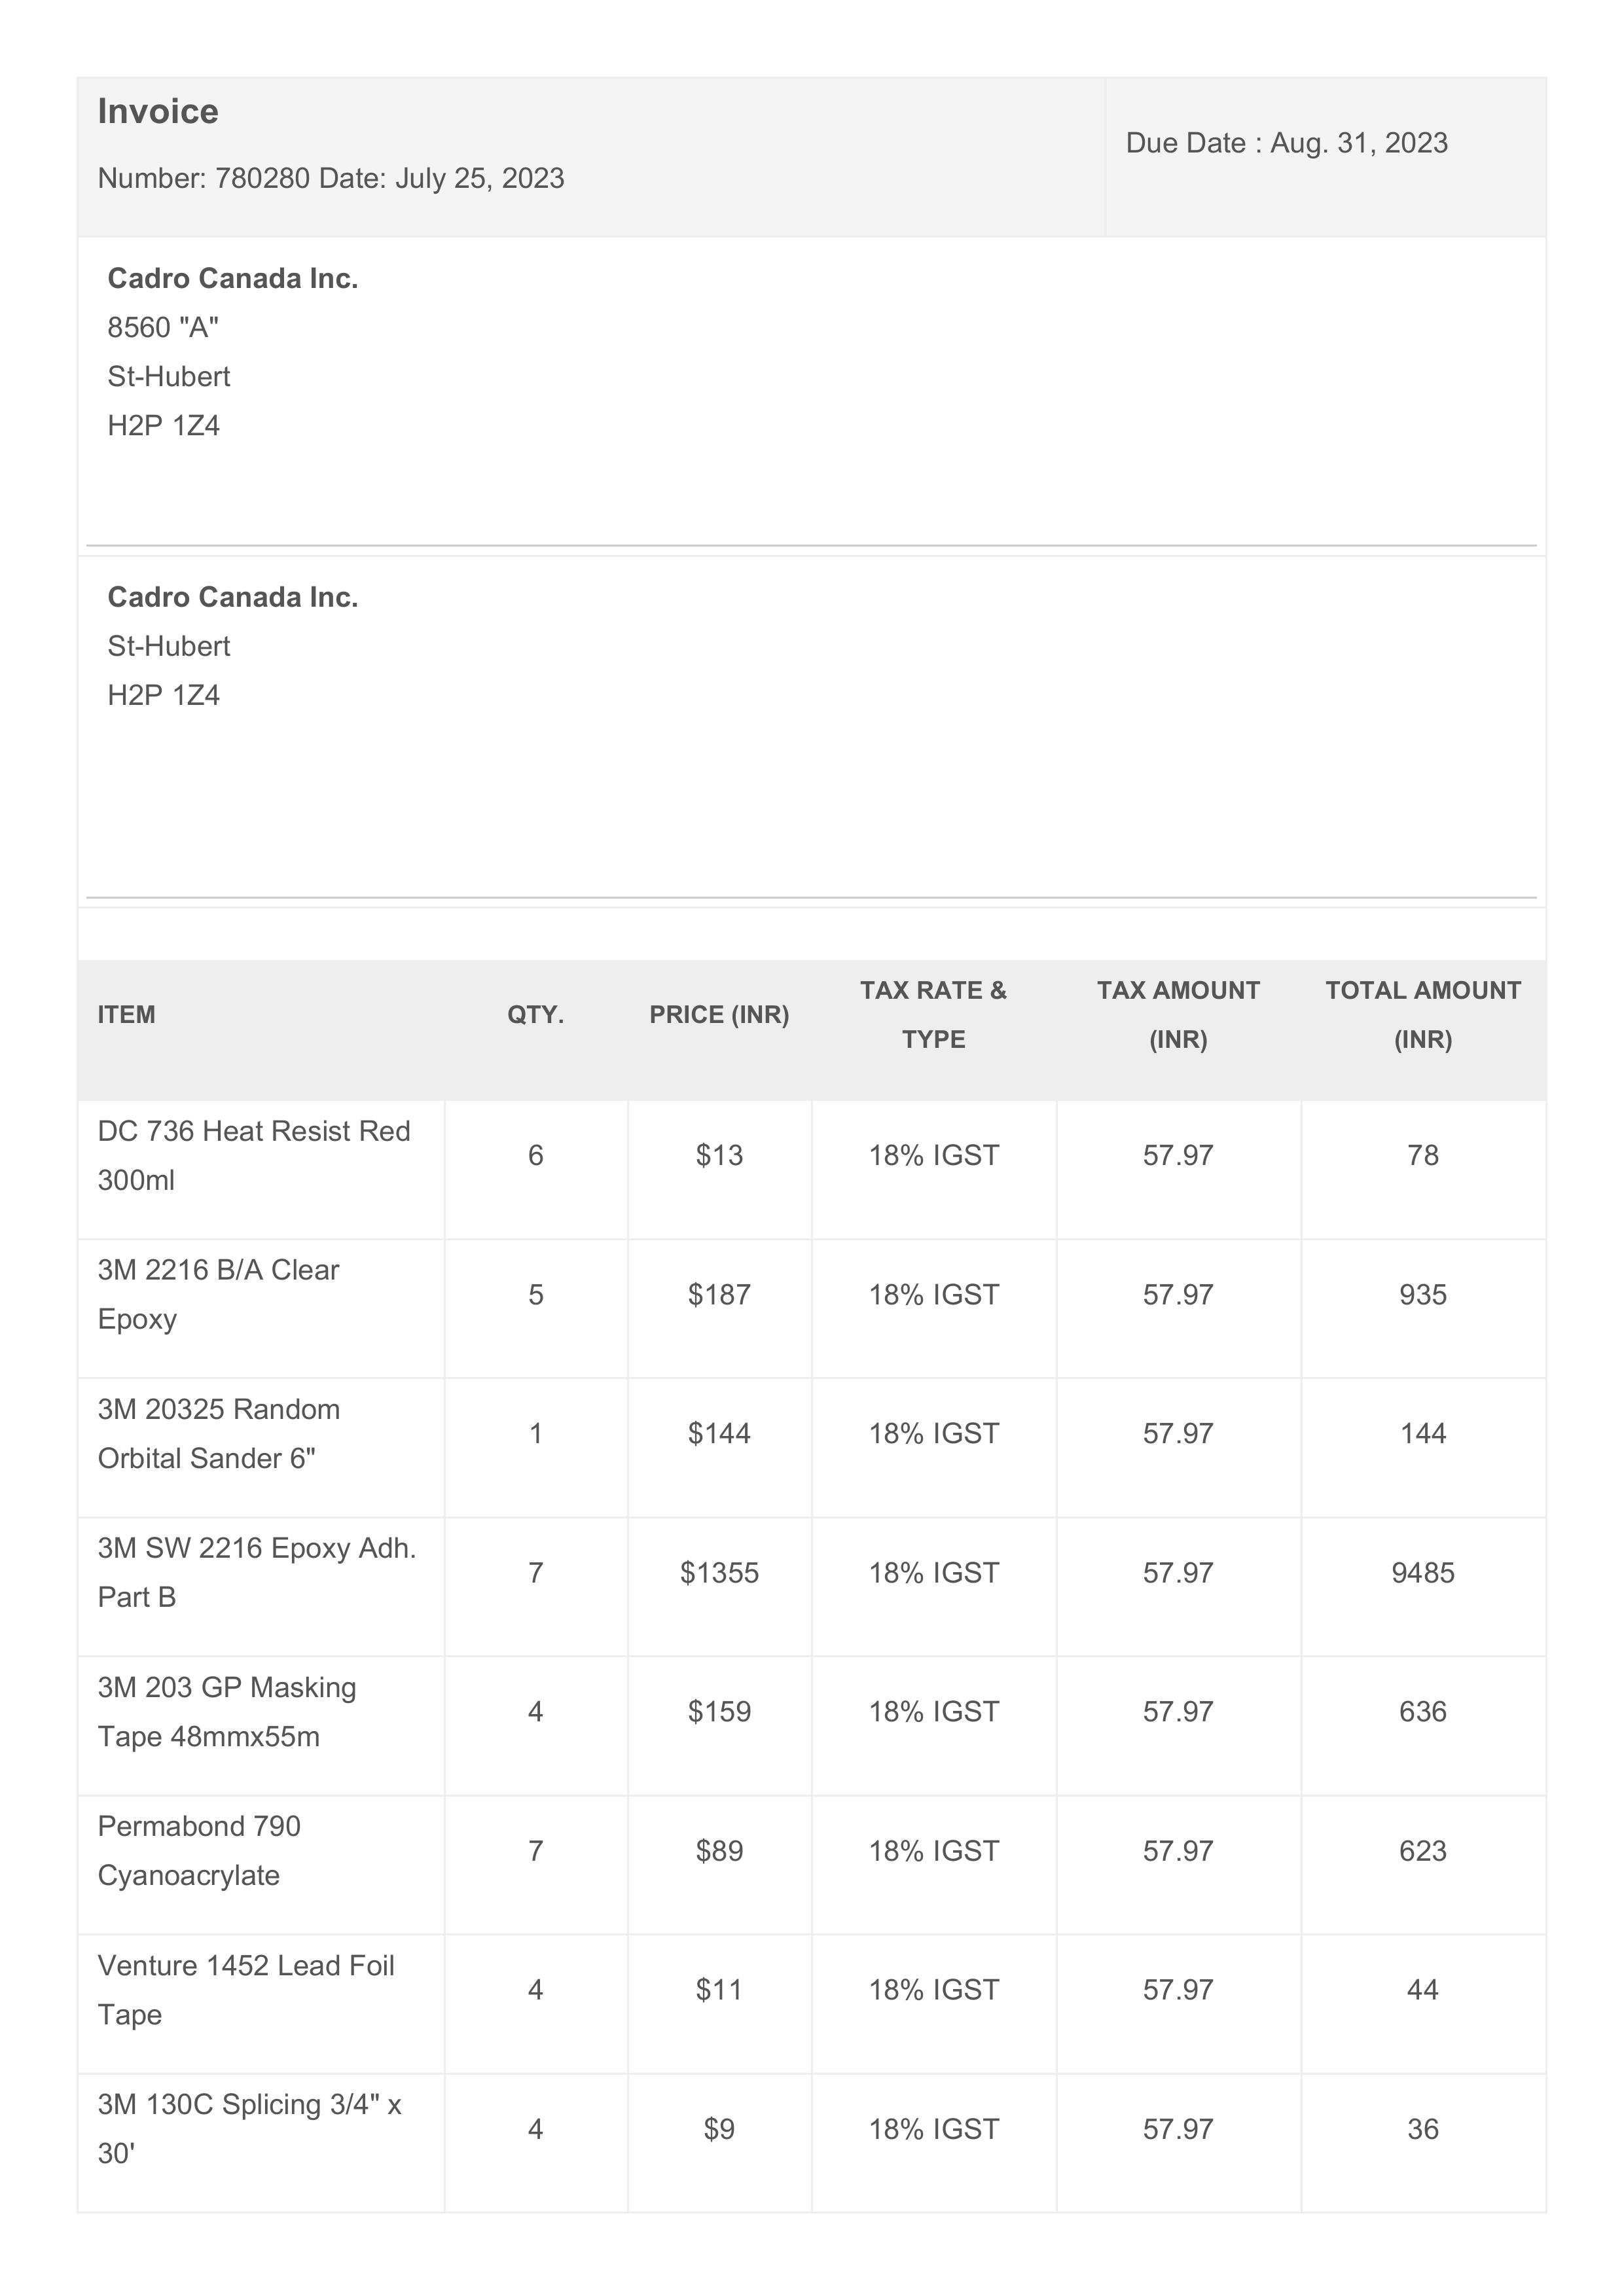 Invoice
Number: 780280 Date: July 25, 2023
Due Date : Aug. 31, 2023
Cadro Canada Inc.
8560 "A"
St-Hubert
H2P 1Z4
Cadro Canada Inc.
St-Hubert
H2P 1Z4
ITEM QTY. PRICE (INR) TAX RATE & TYPE TAX AMOUNT (INR) TOTAL AMOUNT (INR)
DC 736 Heat Resist Red 300ml 6 $13 18% IGST 57.97 78
3M 2216 B/A Clear Epoxy 5 $187 18% IGST 57.97 935
3M 20325 Random Orbital Sander 6" 1 $144 18% IGST 57.97 144
3M SW 2216 Epoxy Adh. Part B 7 $1355 18% IGST 57.97 9485
3M 203 GP Masking Tape 48mmx55m 4 $159 18% IGST 57.97 636
Permabond 790 Cyanoacrylate 7 $89 18% IGST 57.97 623
Venture 1452 Lead Foil Tape 4 $11 18% IGST 57.97 44
3M 130C Splicing 3/4" x 30' 4 $9 18% IGST 57.97 36